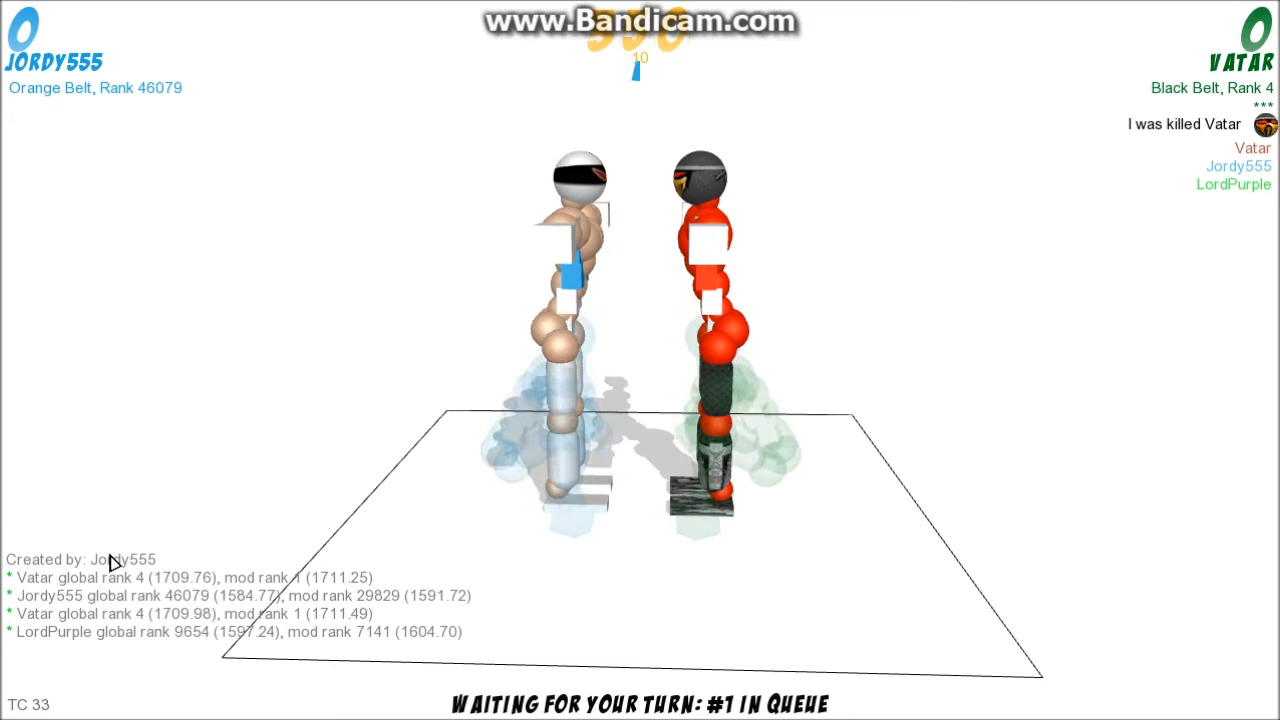 www.Bandicam.com
0
JORDY555
Orange Belt, Rank 46079
10
0
VATAR
Black Belt, Rank 4
***
I was killed Vatar
Vatar
Jordy555
LordPurple
Created by: Jordy555
* Vatar global rank 4 (1709.76), mod rank 1 (1711.25)
* Jordy555 global rank 46079 (1584.77), mod rank 29829 (1591.72)
* Vatar global rank 4 (1709.98), mod rank 1 (1711.49)
* LordPurple global rank 9654 (1597.24), mod rank 7141 (1604.70)
TC 33
WAITING FOR YOUR TURN: #1 IN QUEUE